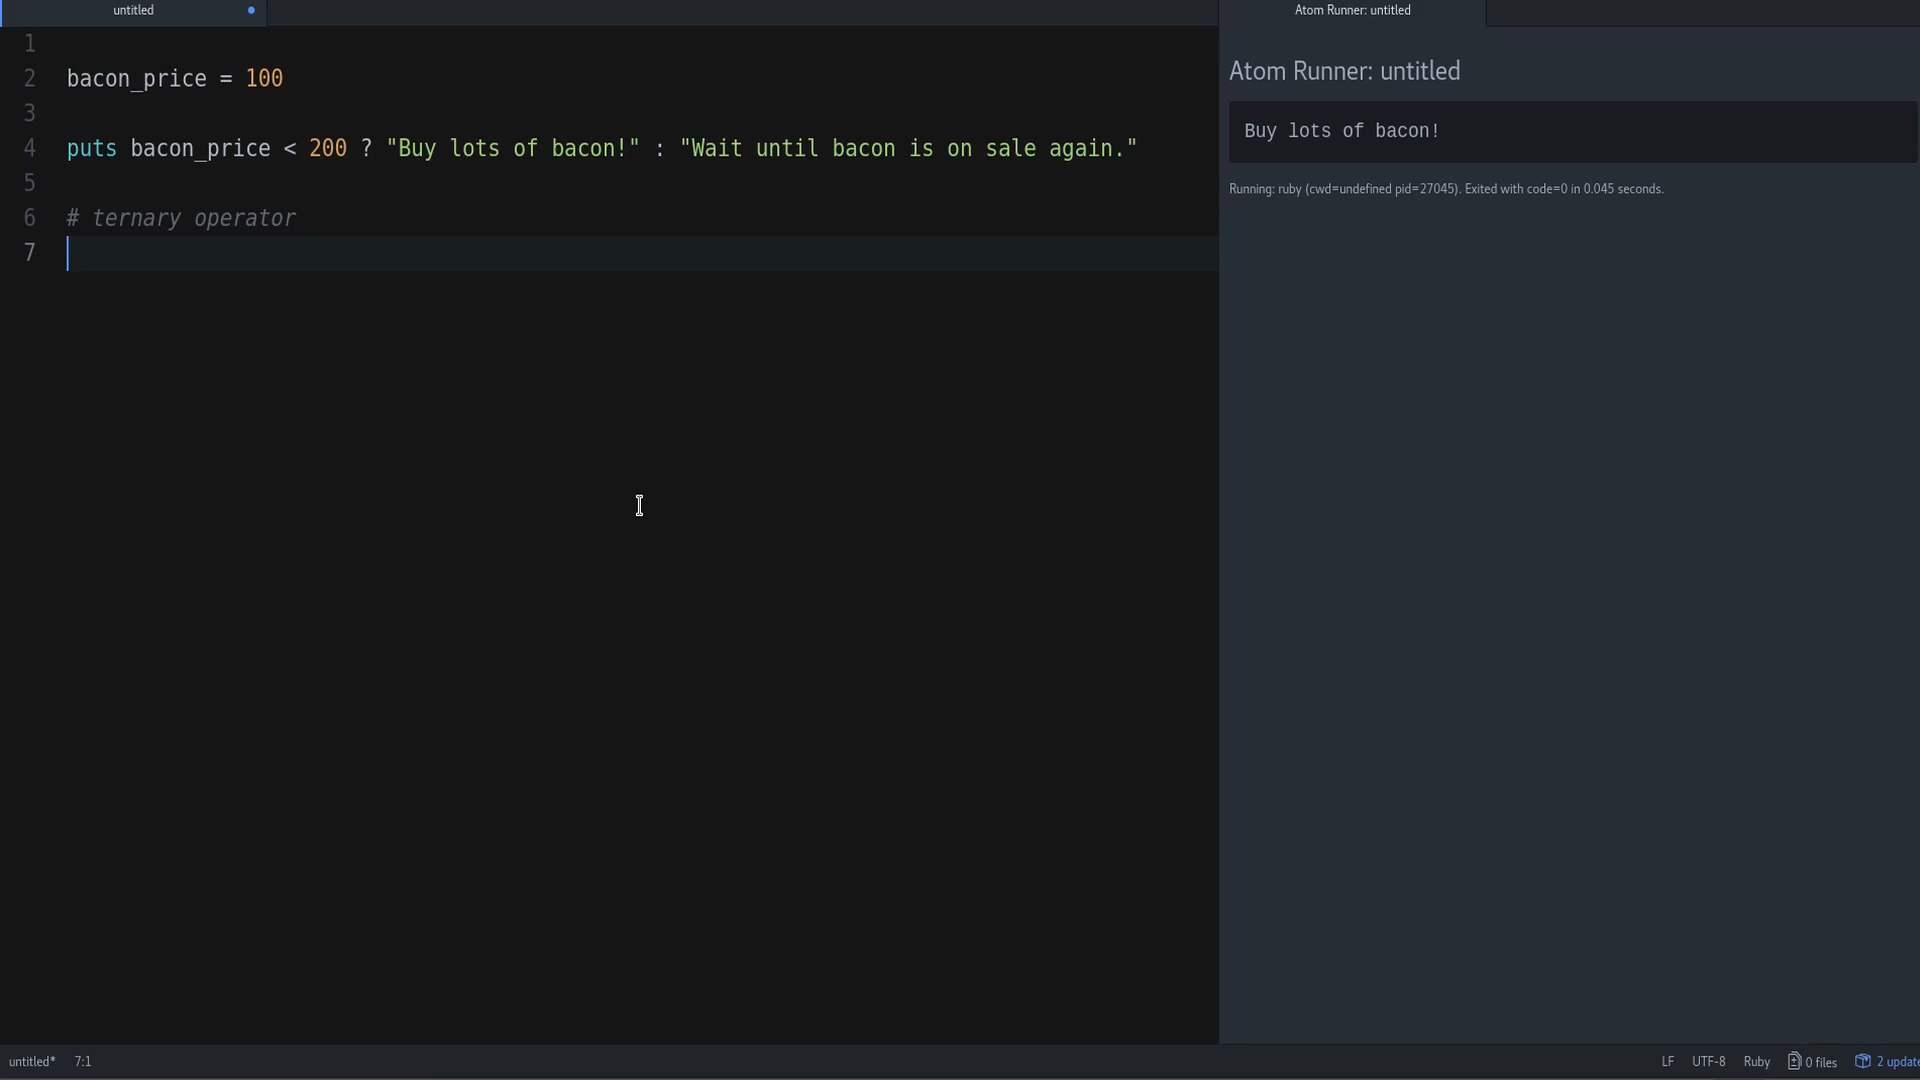 untitled
Atom Runner: untitled
1
2 bacon_price = 100
3
4 puts bacon_price < 200 ? "Buy lots of bacon!" : "Wait until bacon is on sale again."
5
6 # ternary operator
7
Atom Runner: untitled
Buy lots of bacon!
Running: ruby (cwd=undefined pid=27045). Exited with code=0 in 0.045 seconds.
untitled* 7:1 LF UTF-8 Ruby 0 files 2 update